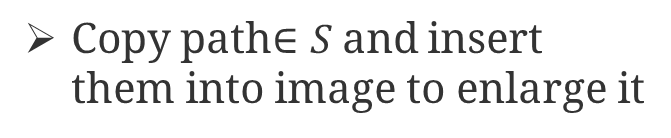 ➢ Copy path∈ S and insert
them into image to enlarge it